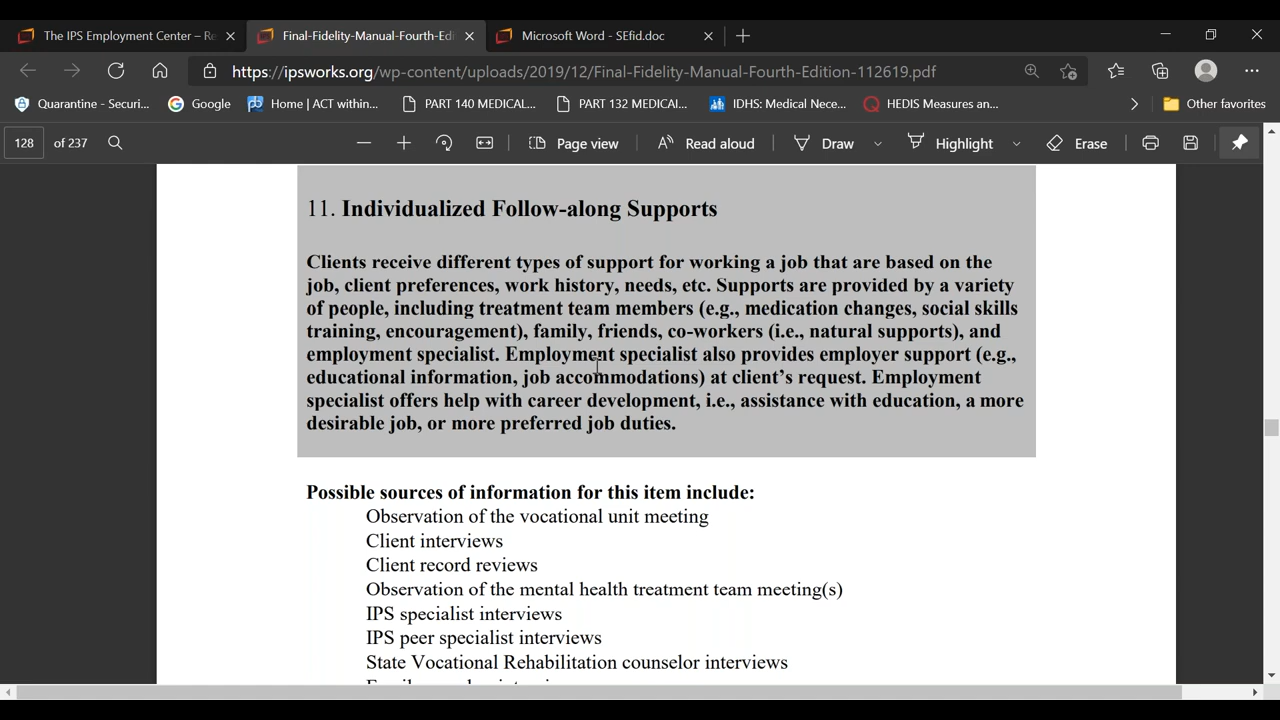 The IPS Employment Center – Re
Final-Fidelity-Manual-Fourth-Edi
Microsoft Word - SEfid.doc
https://ipsworks.org/wp-content/uploads/2019/12/Final-Fidelity-Manual-Fourth-Edition-112619.pdf
Quarantine - Securi...
Google
Home | ACT within...
PART 140 MEDICAL...
PART 132 MEDICAI...
IDHS: Medical Nece...
HEDIS Measures an...
Other favorites
128 of 237
Page view
Read aloud
Draw
Highlight
Erase
11. Individualized Follow-along Supports
Clients receive different types of support for working a job that are based on the
job, client preferences, work history, needs, etc. Supports are provided by a variety
of people, including treatment team members (e.g., medication changes, social skills
training, encouragement), family, friends, co-workers (i.e., natural supports), and
employment specialist. Employment specialist also provides employer support (e.g.,
educational information, job accommodations) at client’s request. Employment
specialist offers help with career development, i.e., assistance with education, a more
desirable job, or more preferred job duties.
Possible sources of information for this item include:
Observation of the vocational unit meeting
Client interviews
Client record reviews
Observation of the mental health treatment team meeting(s)
IPS specialist interviews
IPS peer specialist interviews
State Vocational Rehabilitation counselor interviews